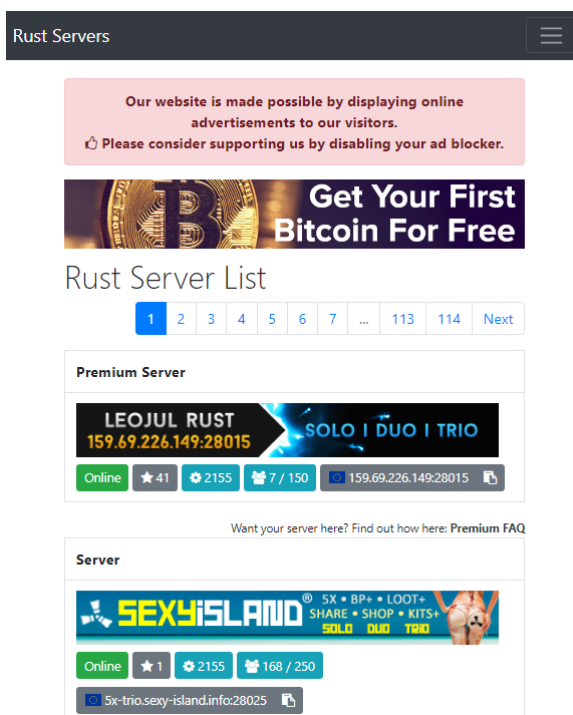 Rust Servers
Our website is made possible by displaying online
advertisements to our visitors.
Please consider supporting us by disabling your ad blocker.
Get Your First
Bitcoin For Free
Rust Server List
1 2 3 4 5 6 7 ... 113 114 Next
Premium Server
LEOJUL RUST
159.69.226.149:28015
SOLO I DUO I TRIO
Online 41 2155 7 / 150 159.69.226.149:28015
Want your server here? Find out how here: Premium FAQ
Server
SEXYiSLAND®
5X • BP+ • LOOT+
SHARE • SHOP • KITS+
SOLO DUO TRIO
Online 1 2155 168 / 250
5x-trio.sexy-island.info:28025